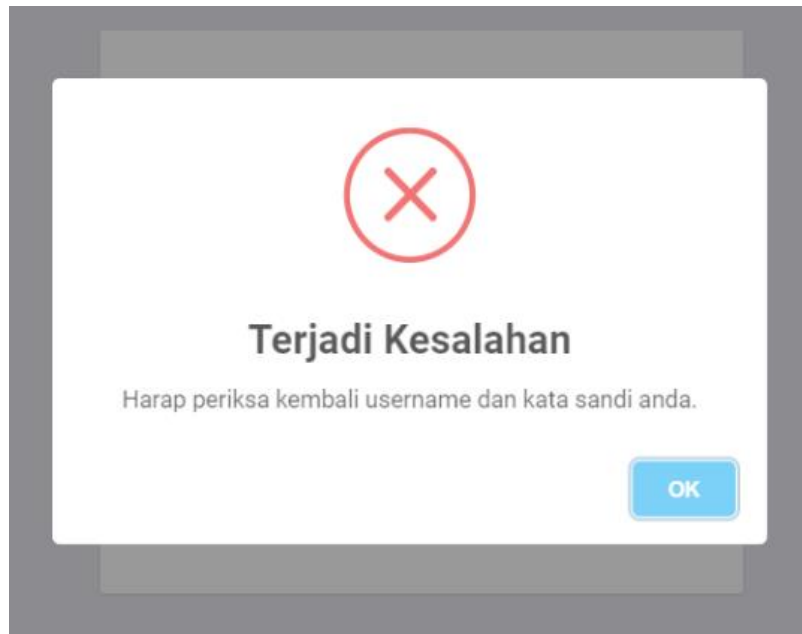 Terjadi Kesalahan
Harap periksa kembali username dan kata sandi anda.
OK